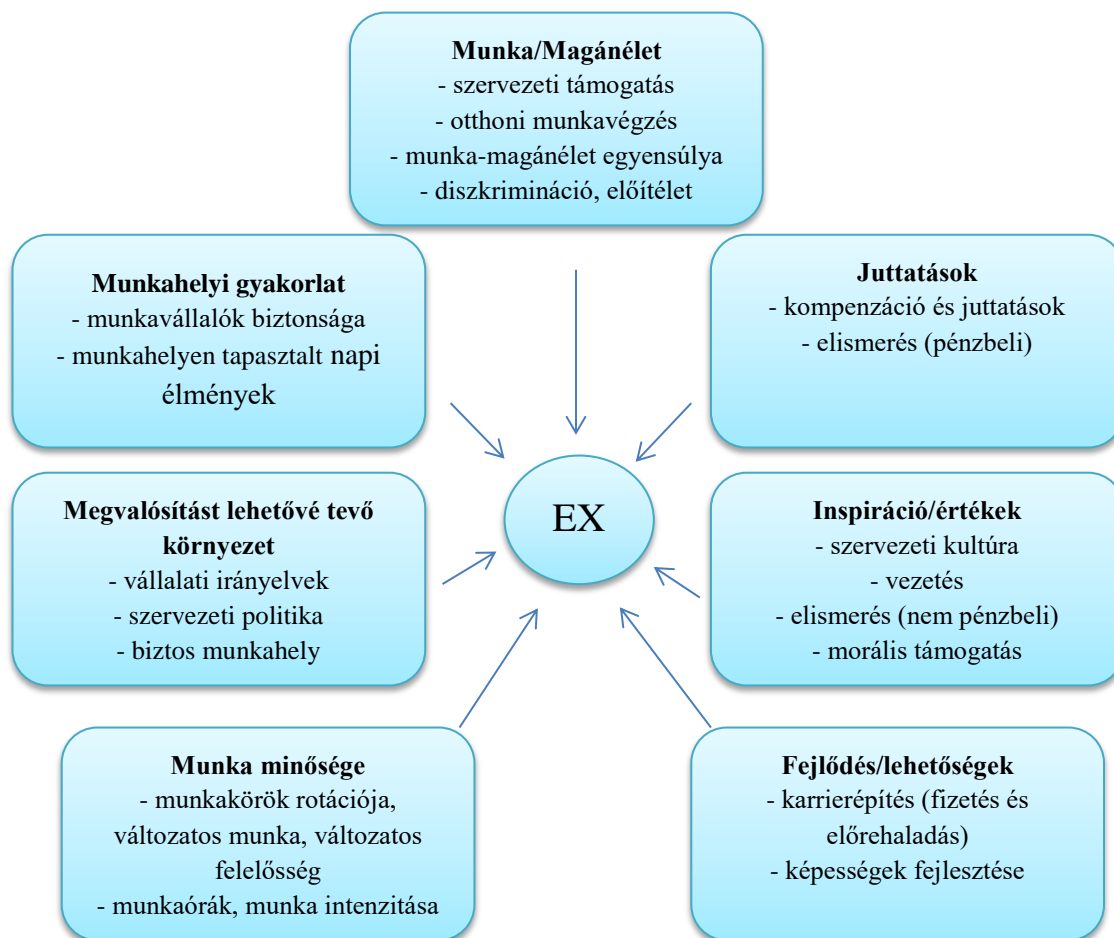 Munka/Magánélet
- szervezeti támogatás
- otthoni munkavégzés
- munka-magánélet egyensúlya
- diszkrimináció, előítélet
Munkahelyi gyakorlat
- munkavállalók biztonsága
- munkahelyen tapasztalt napi
élmények
Juttatások
- kompenzáció és juttatások
- elismerés (pénzbeli)
EX
Megvalósítást lehetővé tevő
környezet
- vállalati irányelvek
- szervezeti politika
- biztos munkahely
Inspiráció/értékek
- szervezeti kultúra
- vezetés
- elismerés (nem pénzbeli)
- morális támogatás
Munka minősége
- munkakörök rotációja,
változatos munka, változatos
felelősség
- munkaórák, munka intenzitása
Fejlődés/lehetőségek
- karrierépítés (fizetés és
előrehaladás)
- képességek fejlesztése